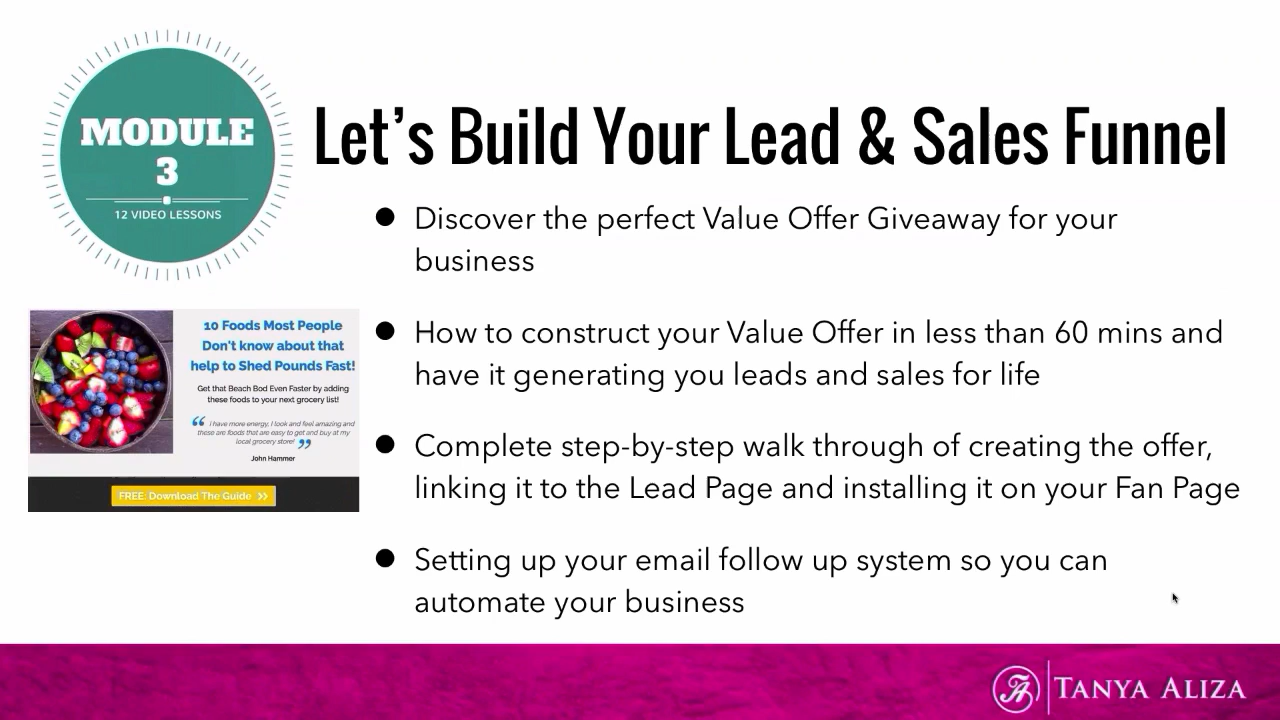 MODULE
3
12 VIDEO LESSONS
Let's Build Your Lead & Sales Funnel
● Discover the perfect Value Offer Giveaway for your
business
● How to construct your Value Offer in less than 60 mins and
have it generating you leads and sales for life
● Complete step-by-step walk through of creating the offer,
linking it to the Lead Page and installing it on your Fan Page
● Setting up your email follow up system so you can
automate your business
10 Foods Most People
Don't know about that
help to Shed Pounds Fast!
Get that Beach Bod Even Faster by adding
these foods to your next grocery list!
“ I have more energy, I look and feel amazing and
these are foods that are easy to get and buy at my
local grocery store! ”
John Hammer
FREE: Download The Guide »
TANYA ALIZA